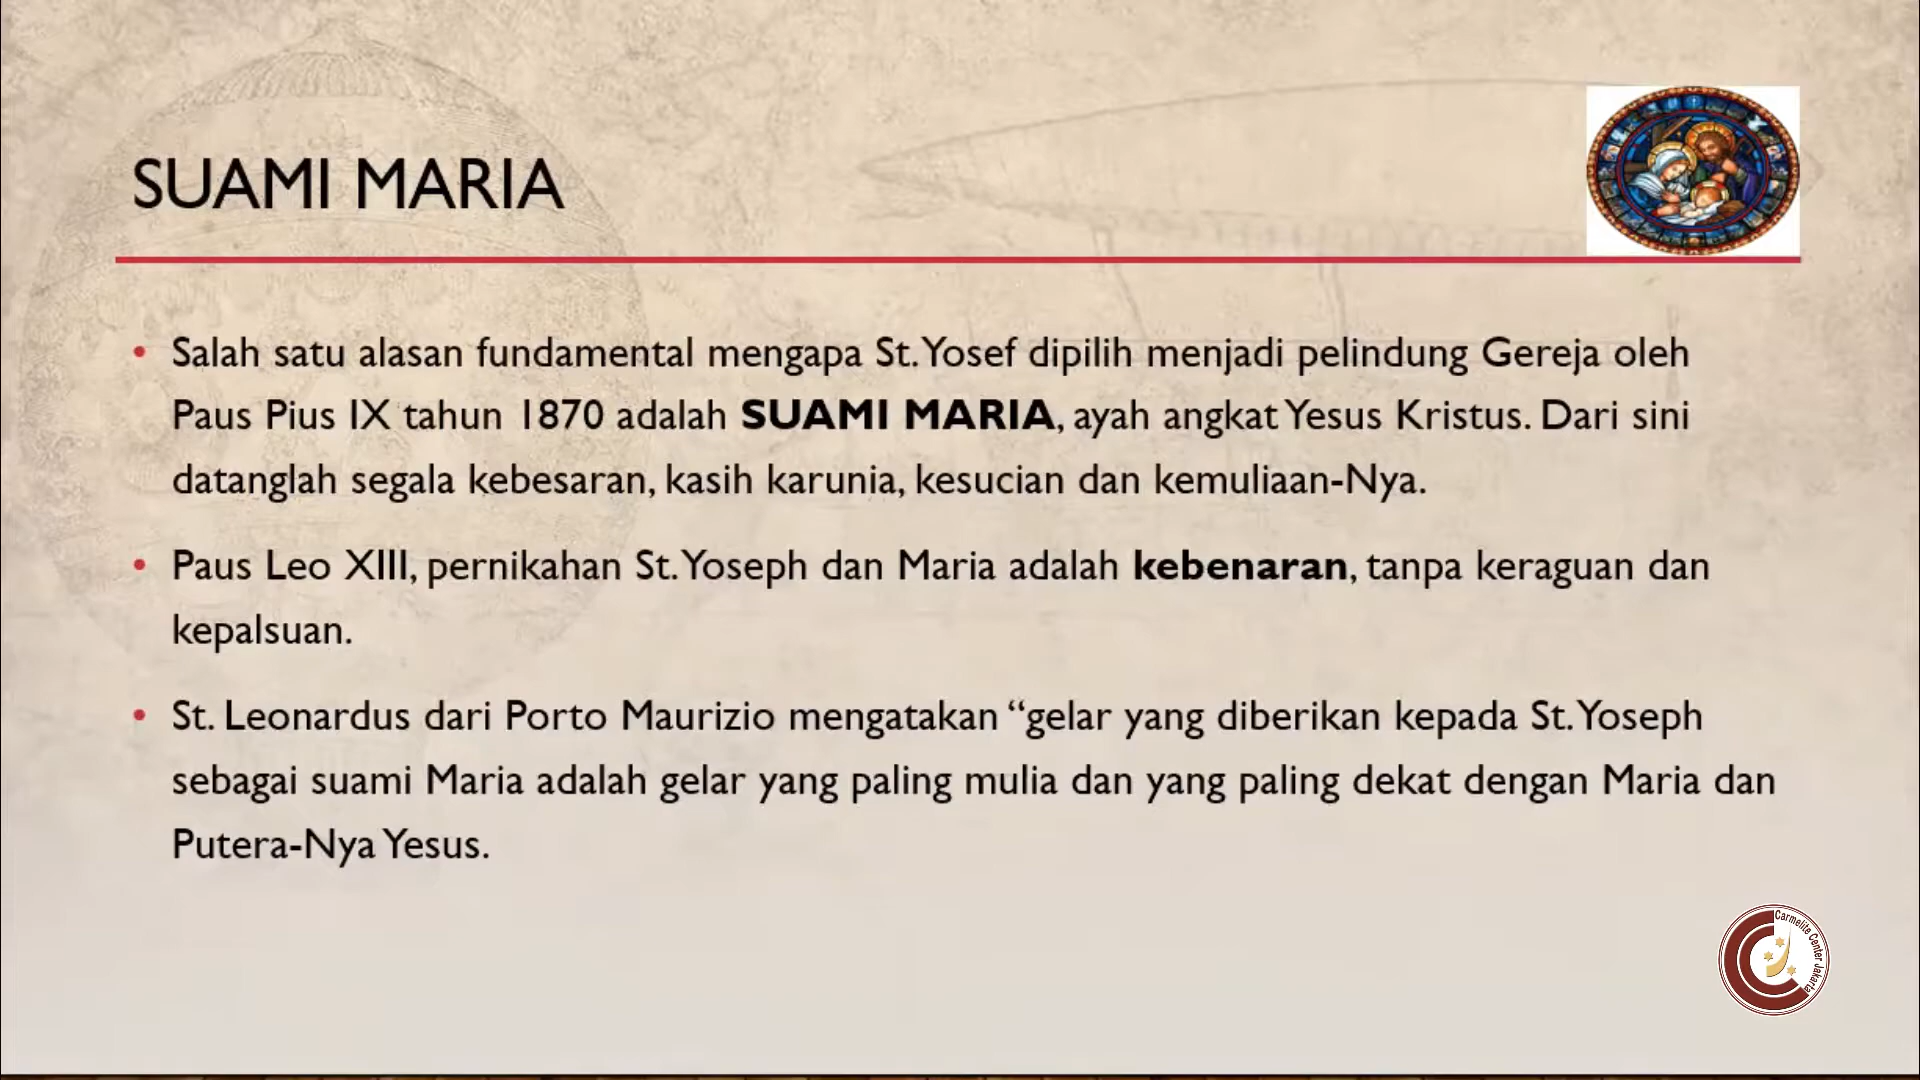 SUAMI MARIA
• Salah satu alasan fundamental mengapa St. Yosef dipilih menjadi pelindung Gereja oleh
Paus Pius IX tahun 1870 adalah SUAMI MARIA, ayah angkat Yesus Kristus. Dari sini
datanglah segala kebesaran, kasih karunia, kesucian dan kemuliaan-Nya.
• Paus Leo XIII, pernikahan St. Yoseph dan Maria adalah kebenaran, tanpa keraguan dan
kepalsuan.
• St. Leonardus dari Porto Maurizio mengatakan “gelar yang diberikan kepada St. Yoseph
sebagai suami Maria adalah gelar yang paling mulia dan yang paling dekat dengan Maria dan
Putera-Nya Yesus.
Carmelite Center Jakarta